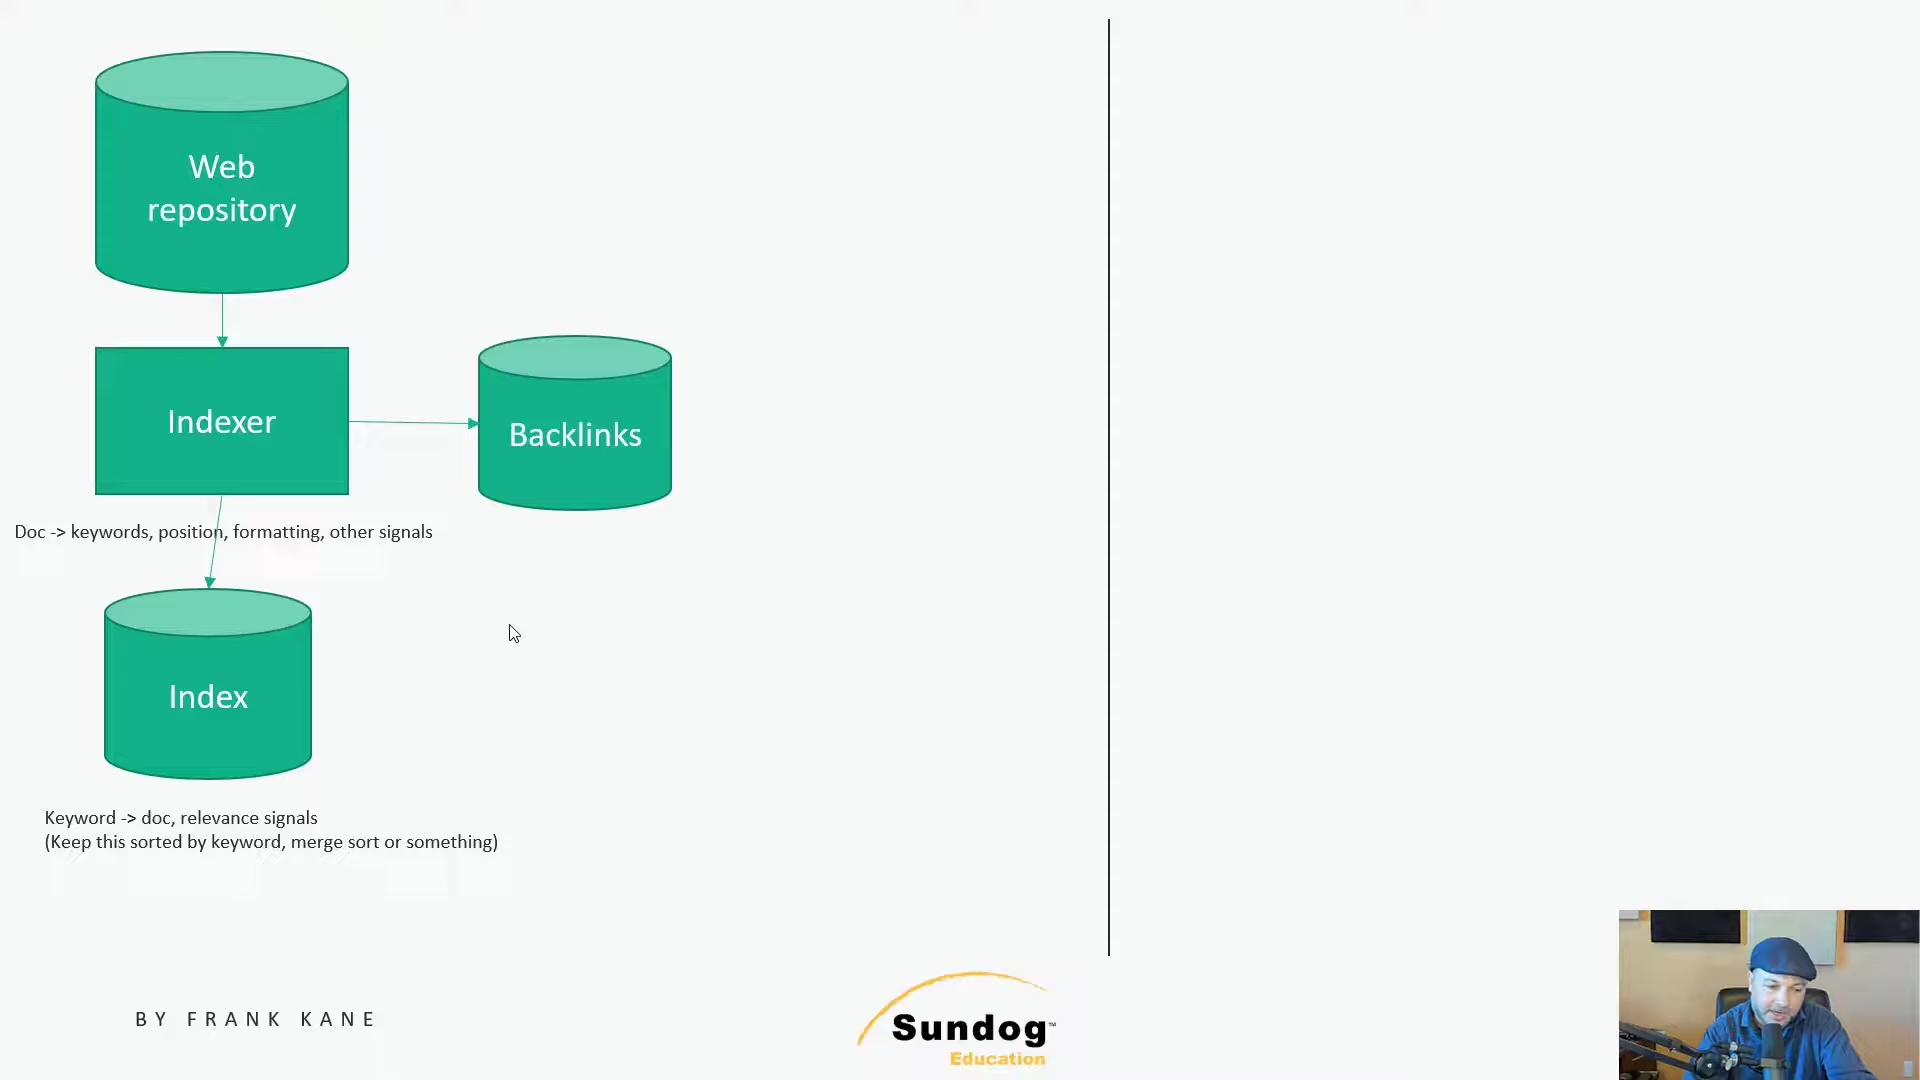 Web
repository
Indexer
Backlinks
Doc -> keywords, position, formatting, other signals
Index
Keyword -> doc, relevance signals
(Keep this sorted by keyword, merge sort or something)
BY FRANK KANE
Sundog™
Education